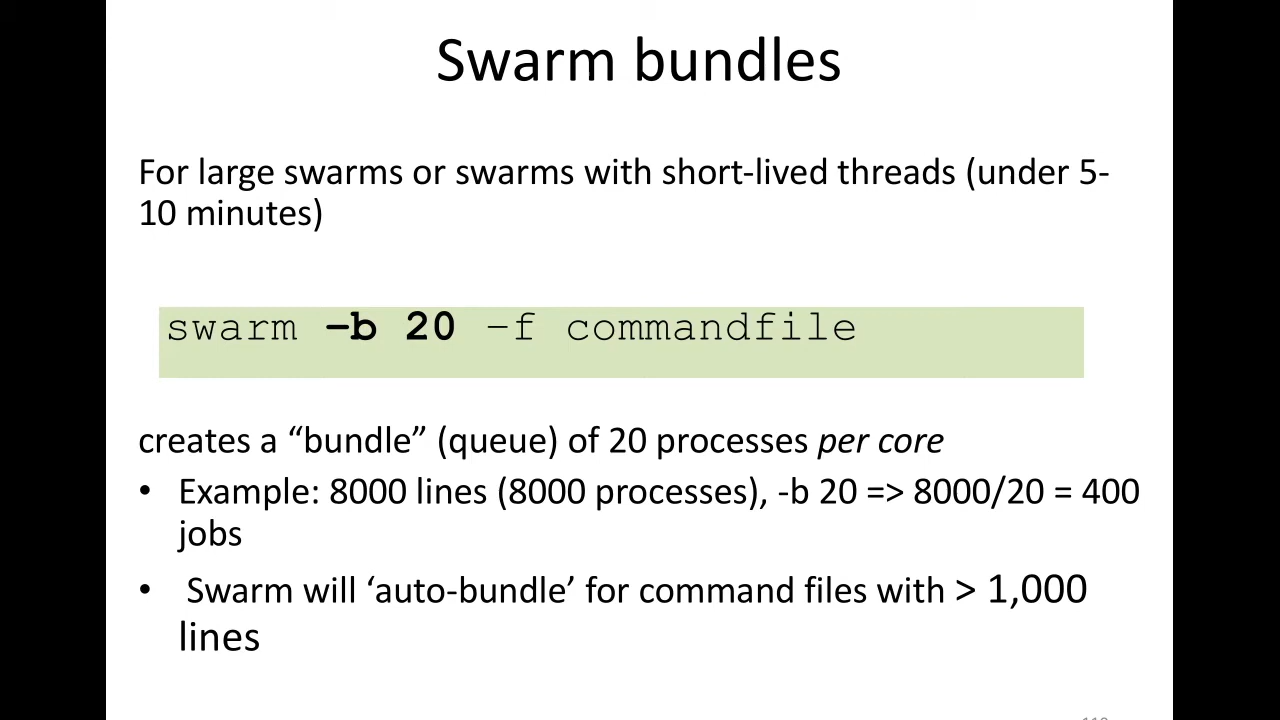 Swarm bundles
For large swarms or swarms with short-lived threads (under 5-
10 minutes)
swarm –b 20 –f commandfile
creates a “bundle” (queue) of 20 processes per core
• Example: 8000 lines (8000 processes), -b 20 => 8000/20 = 400
jobs
• Swarm will ‘auto-bundle’ for command files with > 1,000
lines